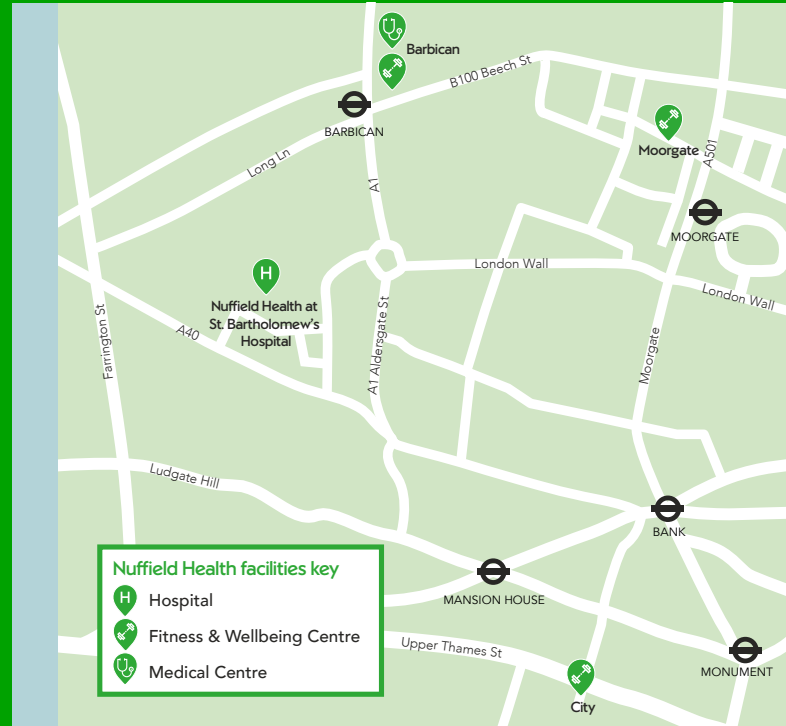 Barbican
B100 Beech St
BARBICAN
Long Ln
A1
Moorgate
A501
MOORGATE
London Wall
London Wall
H
Nuffield Health at
St. Bartholomew's
Hospital
A40
Farrington St
A1 Aldersgate St
Moorgate
Ludgate Hill
BANK
MANSION HOUSE
Upper Thames St
MONUMENT
City
Nuffield Health facilities key
H Hospital
Fitness & Wellbeing Centre
Medical Centre